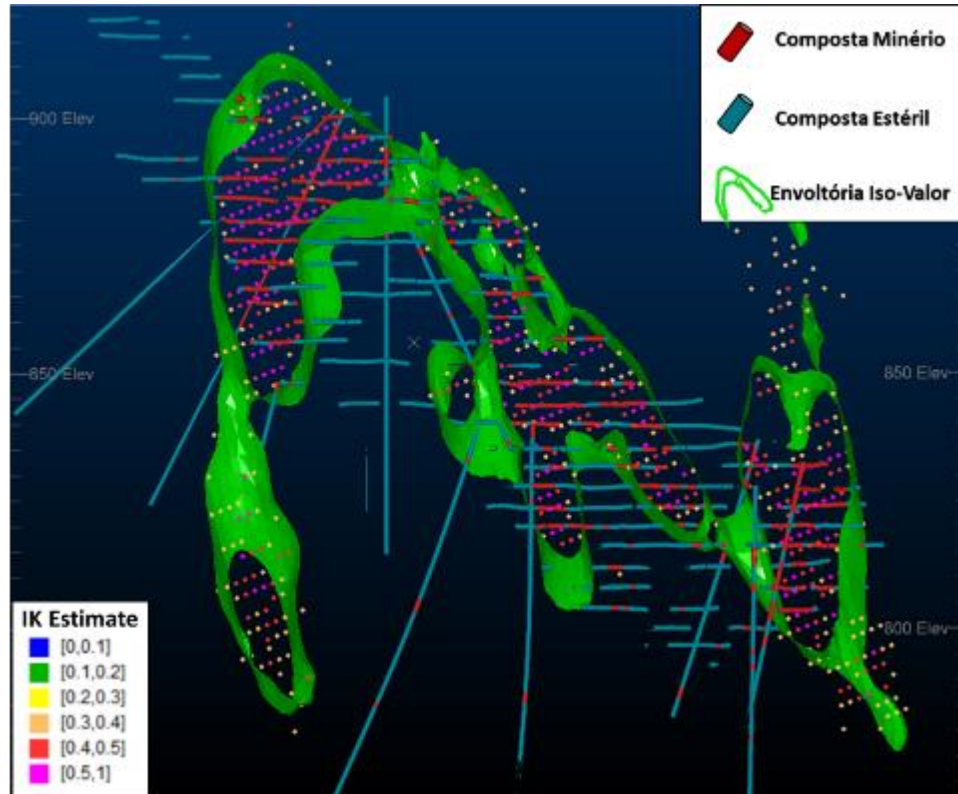 Composta Minério
Composta Estéril
Envoltória Iso-Valor
900 Elev
850 Elev
850 Elev
800 Elev
IK Estimate
[0,0.1]
[0.1,0.2]
[0.2,0.3]
[0.3,0.4]
[0.4,0.5]
[0.5,1]